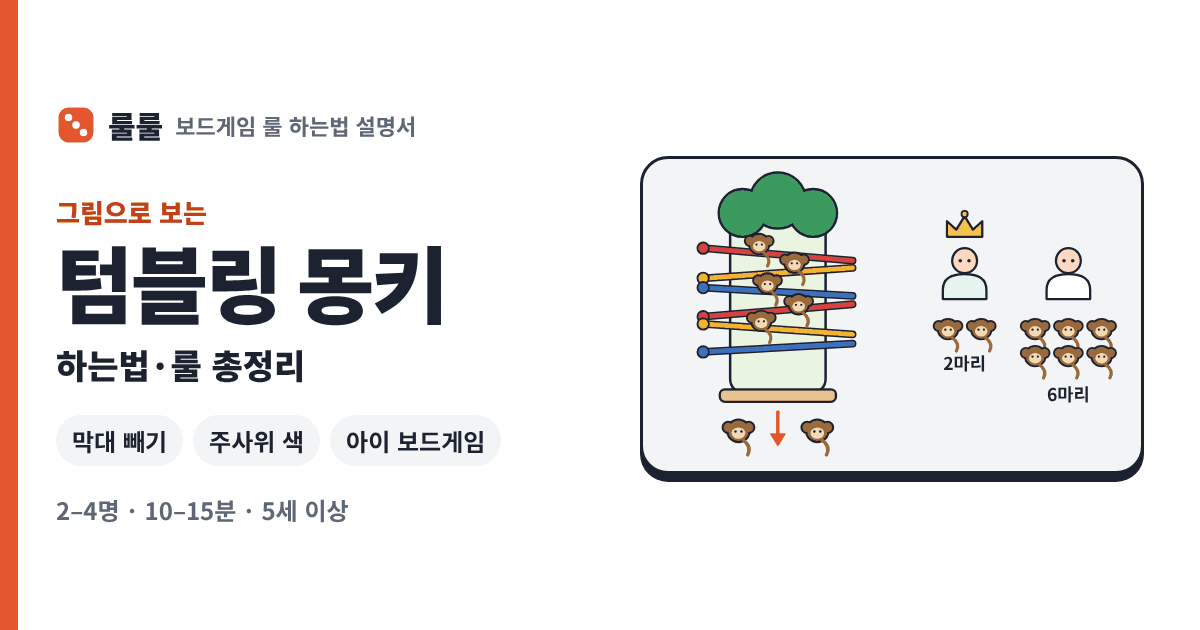 룰룰 보드게임 룰 하는법 설명서
그림으로 보는
텀블링 몽키
하는법·룰 총정리
막대 빼기 주사위 색 아이 보드게임
2–4명 · 10–15분 · 5세 이상
2마리
6마리